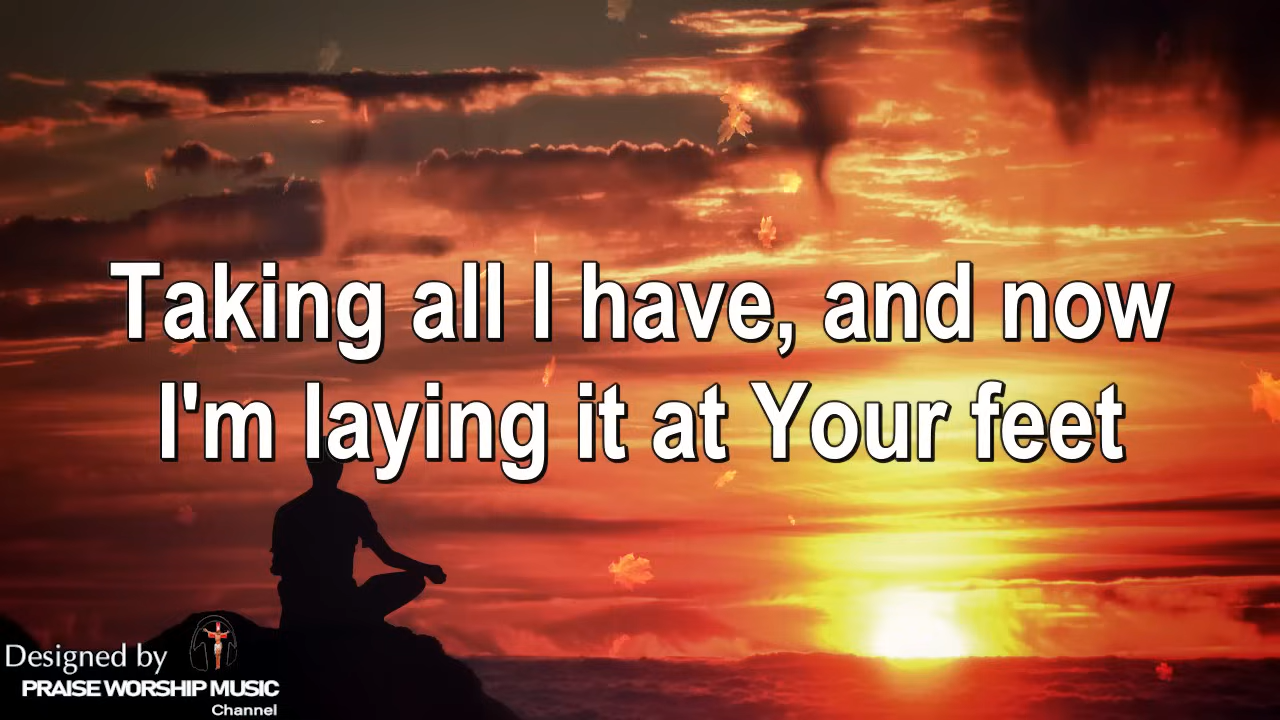 Taking all I have, and now
I'm laying it at Your feet
Designed by
PRAISE WORSHIP MUSIC
Channel